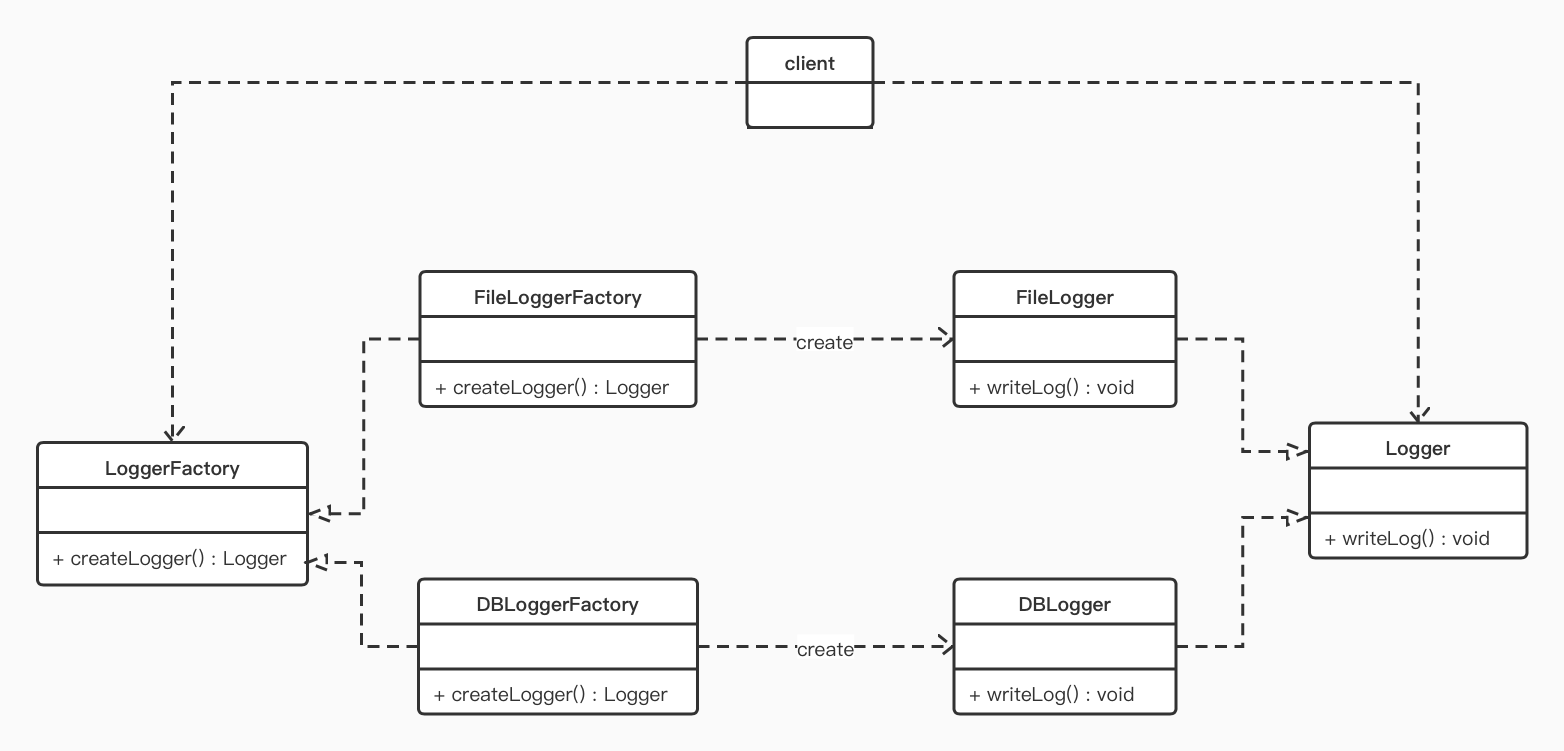 client
FileLoggerFactory
+ createLogger() : Logger
create
FileLogger
+ writeLog() : void
LoggerFactory
+ createLogger() : Logger
Logger
+ writeLog() : void
DBLoggerFactory
+ createLogger() : Logger
create
DBLogger
+ writeLog() : void